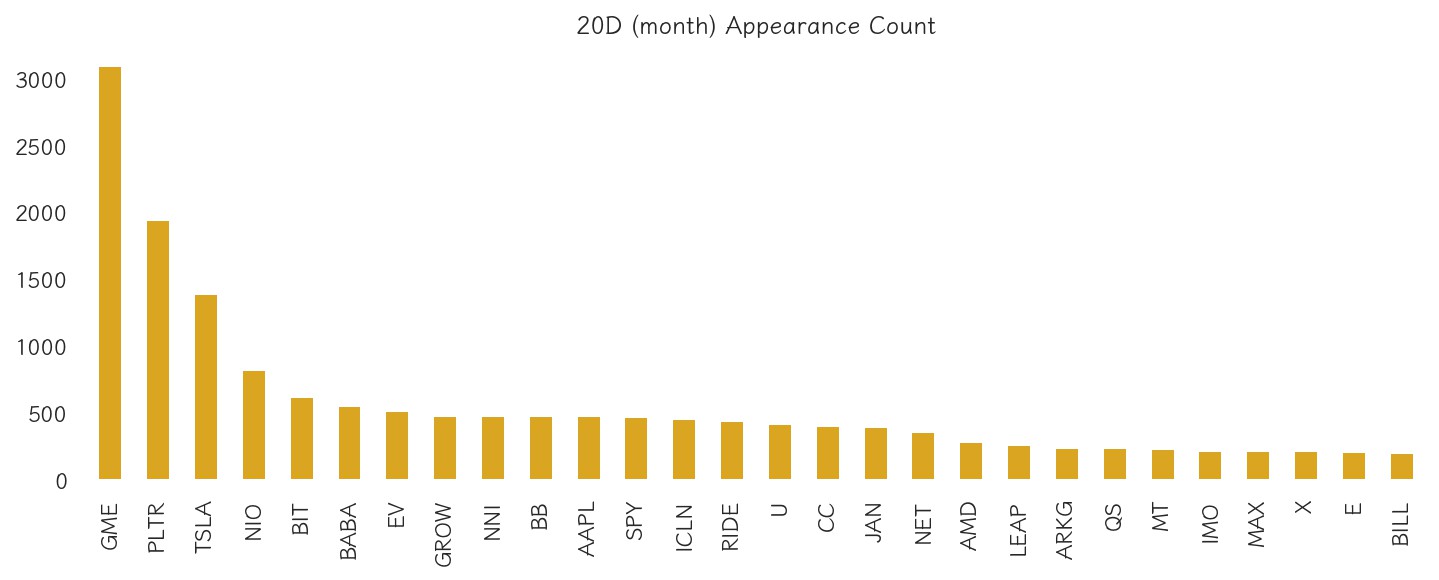 20D (month) Appearance Count
3000
2500
2000
1500
1000
500
0
GME
PLTR
TSLA
NIO
BIT
BABA
EV
GROW
NNI
BB
AAPL
SPY
ICLN
RIDE
U
CC
JAN
NET
AMD
LEAP
ARKG
QS
MT
IMO
MAX
X
E
BILL